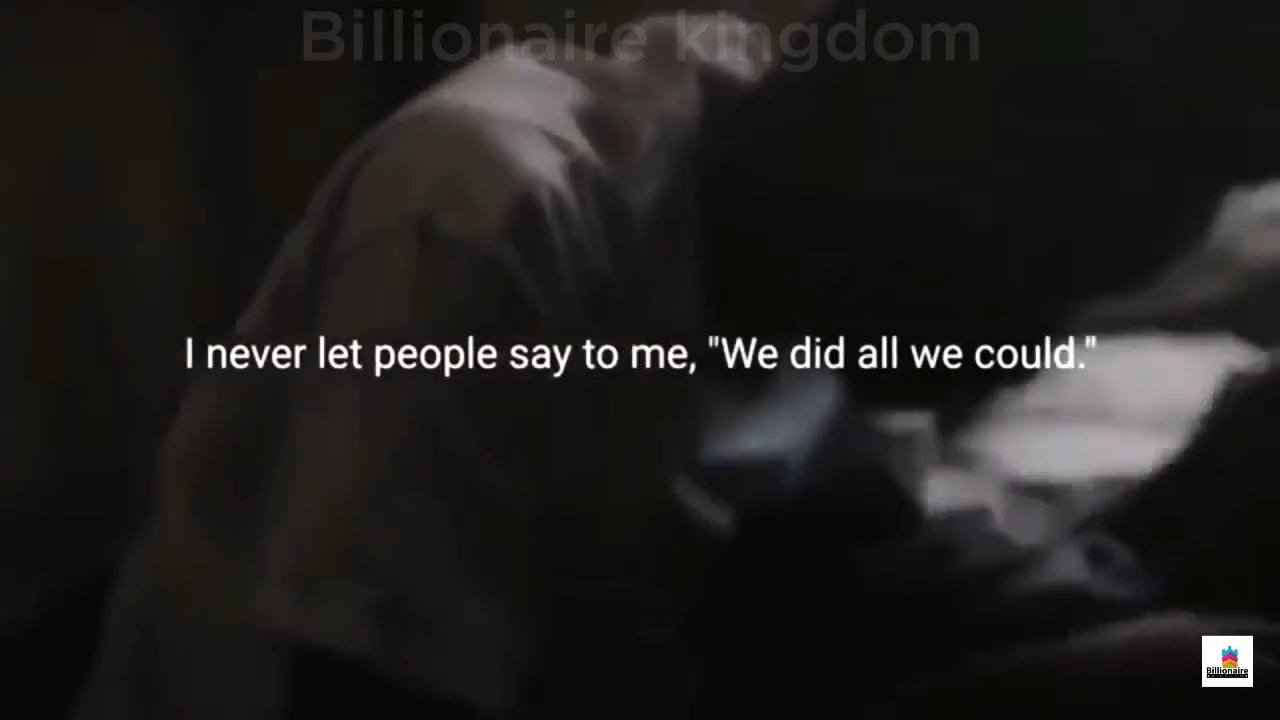 Billionaire kingdom
I never let people say to me, "We did all we could."
Billionaire